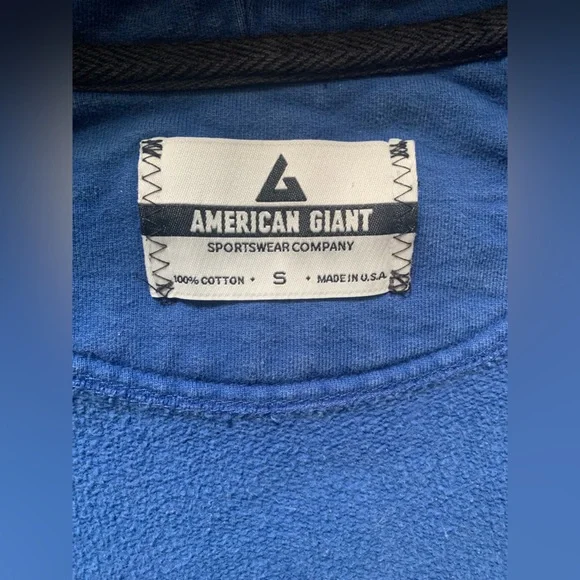 AMERICAN GIANT
SPORTSWEAR COMPANY
100% COTTON • S • MADE IN U.S.A.